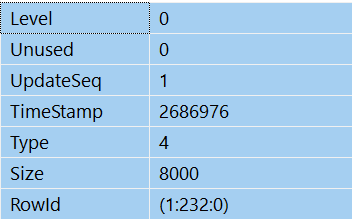 Level 0
Unused 0
UpdateSeq 1
TimeStamp 2686976
Type 4
Size 8000
RowId (1:232:0)